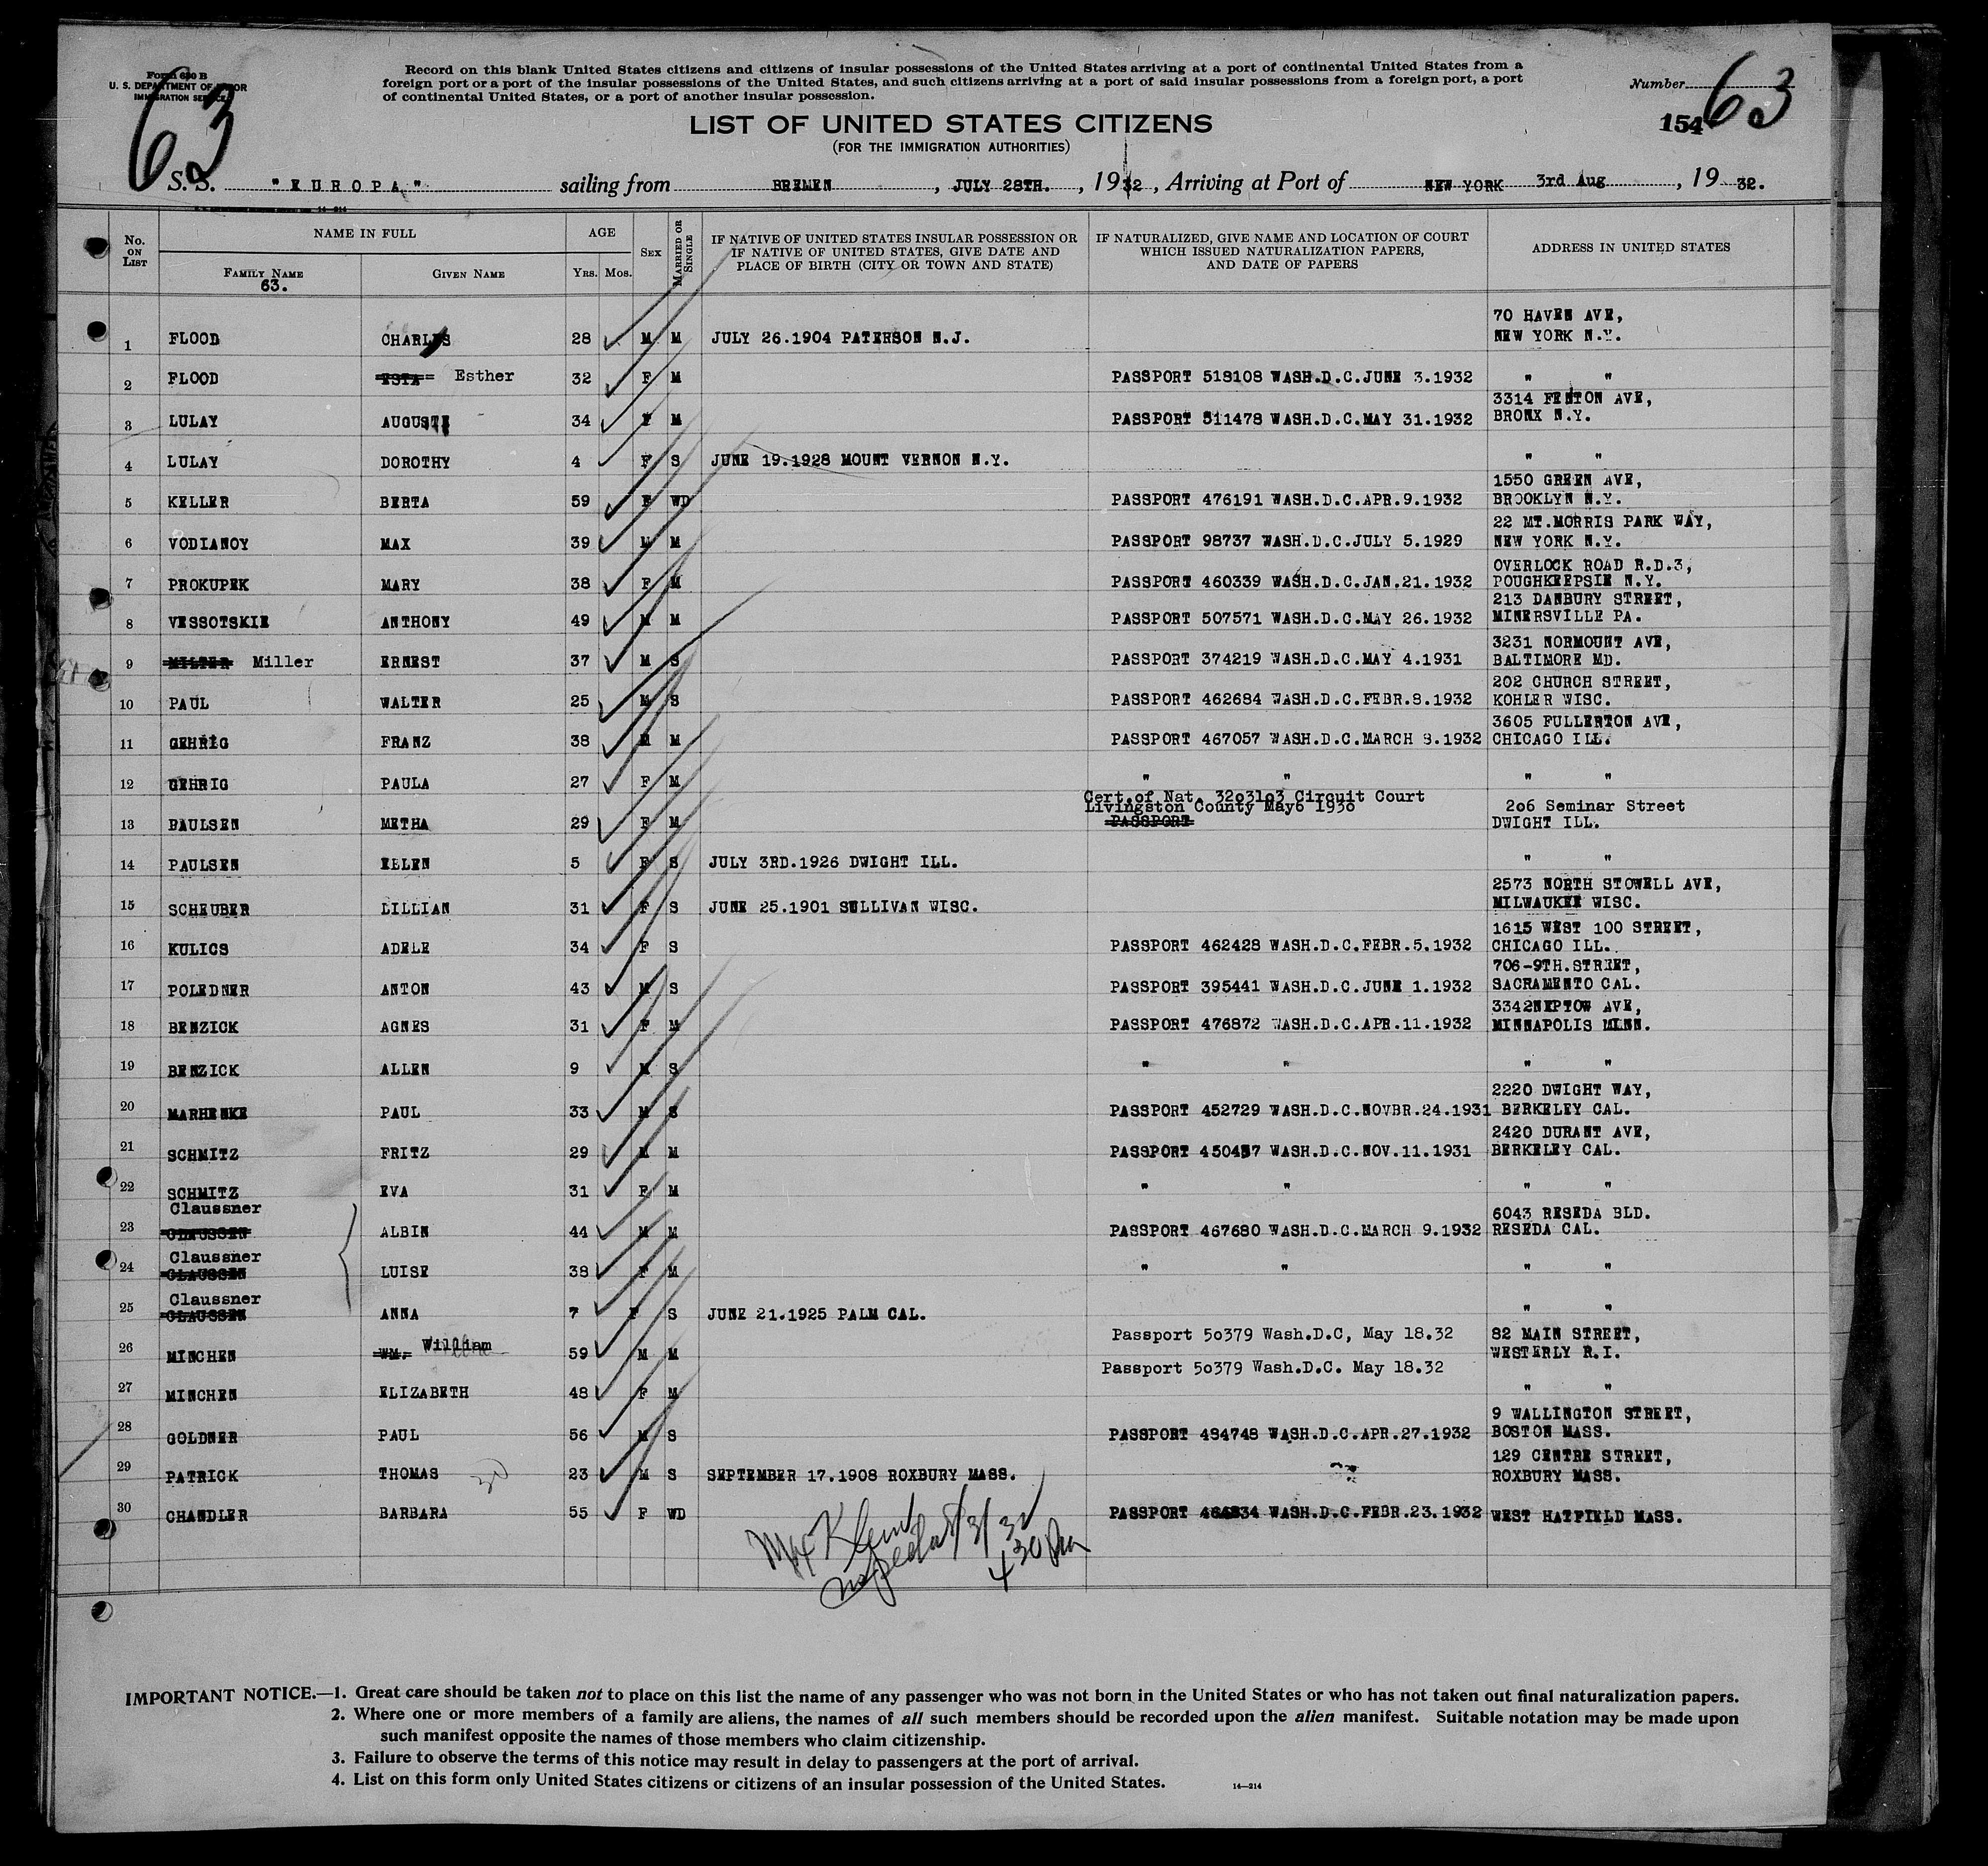 Form 630 B
U. S. DEPARTMENT OF LABOR
IMMIGRATION SERVICE
63
Record on this blank United States citizens and citizens of insular possessions of the United States arriving at a port of continental United States from a
foreign port or a port of the insular possessions of the United States, and such citizens arriving at a port of said insular possessions from a foreign port, a port
of continental United States, or a port of another insular possession.
Number 63
154
LIST OF UNITED STATES CITIZENS
(FOR THE IMMIGRATION AUTHORITIES)
S. S. "EUROPA" sailing from BREMEN, JULY 28TH., 1932, Arriving at Port of NEW YORK 3rd Aug, 19 32.
No. ON LIST
NAME IN FULL
FAMILY NAME
63.
GIVEN NAME
AGE
YRS. MOS.
SEX
MARRIED OR SINGLE
IF NATIVE OF UNITED STATES INSULAR POSSESSION OR
IF NATIVE OF UNITED STATES, GIVE DATE AND
PLACE OF BIRTH (CITY OR TOWN AND STATE)
IF NATURALIZED, GIVE NAME AND LOCATION OF COURT
WHICH ISSUED NATURALIZATION PAPERS,
AND DATE OF PAPERS
ADDRESS IN UNITED STATES
70 HAVEN AVE,
1 FLOOD CHARLES 28 M M JULY 26.1904 PATERSON N.J. NEW YORK N.Y.
2 FLOOD ESTA Esther 32 F M PASSPORT 518108 WASH.D.C.JUNE 3.1932 " "
3314 FENTON AVE,
3 LULAY AUGUSTE 34 F M PASSPORT 511478 WASH.D.C.MAY 31.1932 BRONX N.Y.
4 LULAY DOROTHY 4 F S JUNE 19.1928 MOUNT VERNON N.Y. " "
1550 GREEN AVE,
5 KELLER BERTA 59 F WD PASSPORT 476191 WASH.D.C.APR.9.1932 BROOKLYN N.Y.
22 MT.MORRIS PARK WAY,
6 VODIANOY MAX 39 M M PASSPORT 98737 WASH.D.C.JULY 5.1929 NEW YORK N.Y.
OVERLOCK ROAD R.D.3,
7 PROKUPEK MARY 38 F M PASSPORT 460339 WASH.D.C.JAN.21.1932 POUGHKEEPSIE N.Y.
213 DANBURY STREET,
8 VESSOTSKIE ANTHONY 49 M M PASSPORT 507571 WASH.D.C.MAY 26.1932 MINERSVILLE PA.
3231 NORMOUNT AVE,
9 MILTER Miller ERNEST 37 M S PASSPORT 374219 WASH.D.C.MAY 4.1931 BALTIMORE MD.
202 CHURCH STREET,
10 PAUL WALTER 25 M S PASSPORT 462684 WASH.D.C.FEBR.8.1932 KOHLER WISC.
3605 FULLERTON AVE,
11 GEHRIG FRANZ 38 M M PASSPORT 467057 WASH.D.C.MARCH 8.1932 CHICAGO ILL.
12 GEHRIG PAULA 27 F M " " " "
Cert.of Nat. 3203103 Circuit Court
Livingston County May6 1930 206 Seminar Street
13 PAULSEN METHA 29 F M PASSPORT DWIGHT ILL.
14 PAULSEN ELLEN 5 F S JULY 3RD.1926 DWIGHT ILL. " "
2573 NORTH STOWELL AVE,
15 SCHEUBER LILLIAN 31 F S JUNE 25.1901 SULLIVAN WISC. MILWAUKEE WISC.
1615 WEST 100 STREET,
16 KULICS ADELE 34 F S PASSPORT 462428 WASH.D.C.FEBR.5.1932 CHICAGO ILL.
706-9TH.STREET,
17 POLEDNER ANTON 43 M S PASSPORT 395441 WASH.D.C.JUNE 1.1932 SACRAMENTO CAL.
3342NEPTOW AVE,
18 BENZICK AGNES 31 F M PASSPORT 476872 WASH.D.C.APR.11.1932 MINNAPOLIS MINN.
19 BENZICK ALLEN 9 M S " " " "
2220 DWIGHT WAY,
20 MARHENKE PAUL 33 M S PASSPORT 452729 WASH.D.C.NOVBR.24.1931 BERKELEY CAL.
2420 DURANT AVE,
21 SCHMITZ FRITZ 29 M M PASSPORT 450457 WASH.D.C.NOV.11.1931 BERKELEY CAL.
22 SCHMITZ EVA 31 F M " " " "
Claussner 6043 RESEDA BLD.
23 CLAUSSEN ALBIN 44 M M PASSPORT 467680 WASH.D.C.MARCH 9.1932 RESEDA CAL.
Claussner
24 CLAUSSEN LUISE 38 F M " " " "
Claussner
25 CLAUSSEN ANNA 7 F S JUNE 21.1925 PALM CAL. " "
Passport 50379 Wash.D.C, May 18.32 82 MAIN STREET,
26 MINCHEN WM. William 59 M M WESTERLY R.I.
Passport 50379 Wash.D.C. May 18.32
27 MINCHEN ELIZABETH 48 F M " "
9 WALLINGTON STREET,
28 GOLDNER PAUL 56 M S PASSPORT 484748 WASH.D.C.APR.27.1932 BOSTON MASS.
129 CENTRE STREET,
29 PATRICK THOMAS 23 M S SEPTEMBER 17.1908 ROXBURY MASS. ROXBURY MASS.
30 CHANDLER BARBARA 55 F WD PASSPORT 464834 WASH.D.C.FEBR.23.1932 WEST HATFIELD MASS.
8/3/32
430 Pm
IMPORTANT NOTICE.—1. Great care should be taken not to place on this list the name of any passenger who was not born in the United States or who has not taken out final naturalization papers.
2. Where one or more members of a family are aliens, the names of all such members should be recorded upon the alien manifest. Suitable notation may be made upon
such manifest opposite the names of those members who claim citizenship.
3. Failure to observe the terms of this notice may result in delay to passengers at the port of arrival.
4. List on this form only United States citizens or citizens of an insular possession of the United States.
14—214